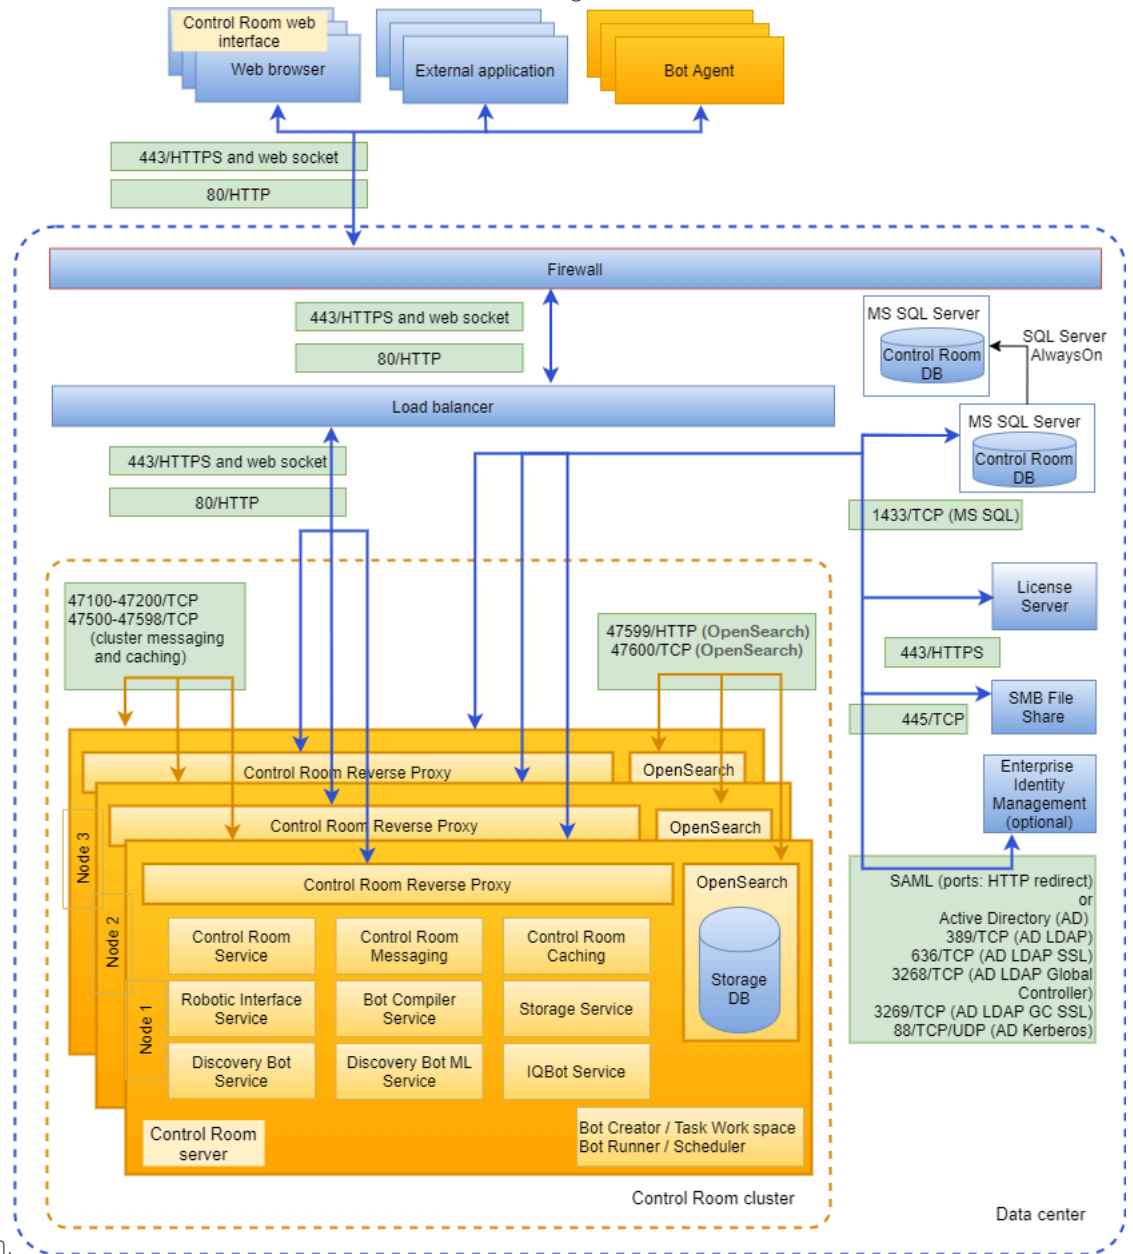 Control Room web
interface
Web browser
External application
Bot Agent
443/HTTPS and web socket
80/HTTP
Firewall
443/HTTPS and web socket
80/HTTP
MS SQL Server
Control Room
DB
SQL Server
AlwaysOn
Load balancer
MS SQL Server
Control Room
DB
443/HTTPS and web socket
80/HTTP
1433/TCP (MS SQL)
47100-47200/TCP
47500-47598/TCP
(cluster messaging
and caching)
47599/HTTP (OpenSearch)
47600/TCP (OpenSearch)
License
Server
443/HTTPS
SMB File
Share
445/TCP
Enterprise
Identity
Management
(optional)
SAML (ports: HTTP redirect)
or
Active Directory (AD)
389/TCP (AD LDAP)
636/TCP (AD LDAP SSL)
3268/TCP (AD LDAP Global
Controller)
3269/TCP (AD LDAP GC SSL)
88/TCP/UDP (AD Kerberos)
Control Room Reverse Proxy
OpenSearch
Node 3
Control Room Reverse Proxy
OpenSearch
Node 2
Control Room Reverse Proxy
OpenSearch
Storage
DB
Node 1
Control Room
Service
Control Room
Messaging
Control Room
Caching
Robotic Interface
Service
Bot Compiler
Service
Storage Service
Discovery Bot
Service
Discovery Bot ML
Service
IQBot Service
Control Room
server
Bot Creator / Task Work space
Bot Runner / Scheduler
Control Room cluster
Data center